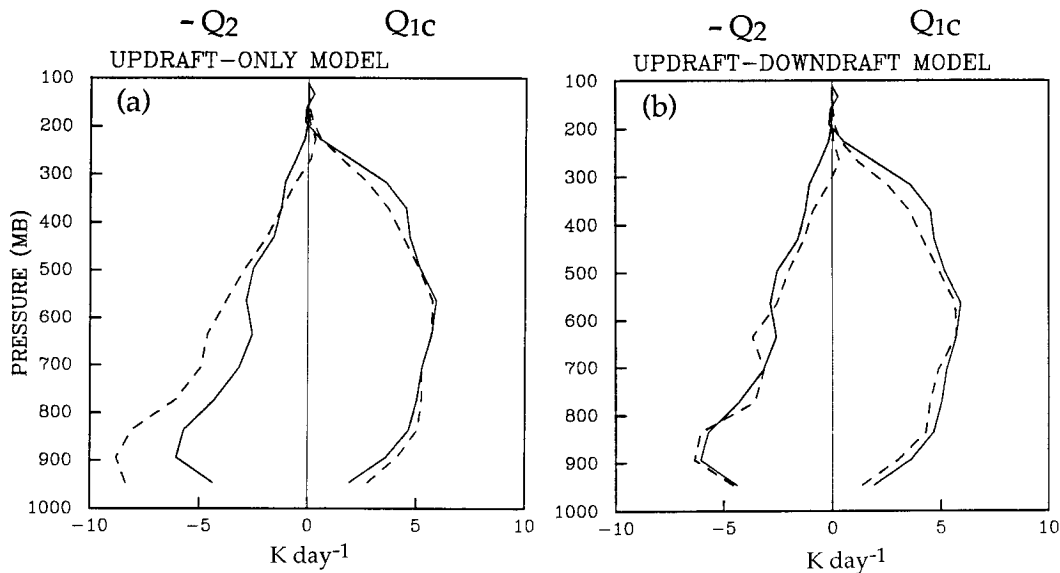 -Q2 Q1c
UPDRAFT-ONLY MODEL
(a)
100
200
300
400
500
600
700
800
900
1000
PRESSURE (MB)
-10 -5 0 5 10
K day-1
-Q2 Q1c
UPDRAFT-DOWNDRAFT MODEL
(b)
100
200
300
400
500
600
700
800
900
1000
-10 -5 0 5 10
K day-1